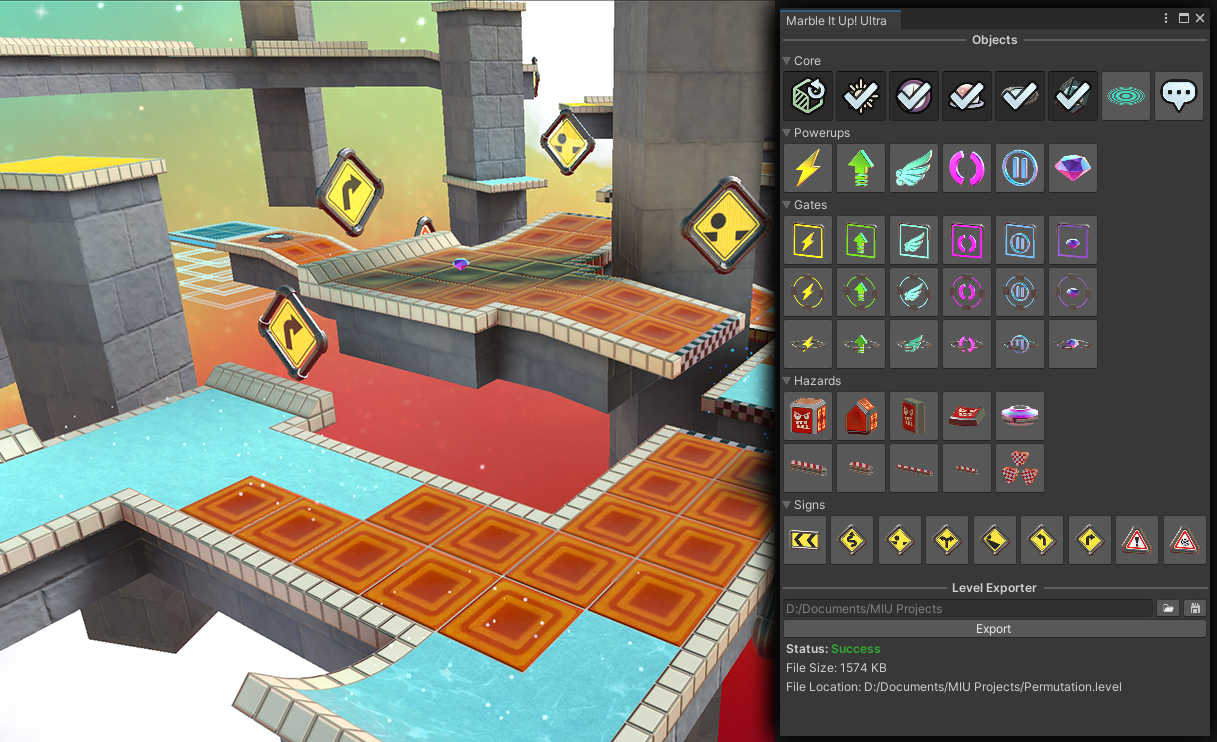 Marble It Up! Ultra
Objects
Core
Powerups
Gates
Hazards
Signs
Level Exporter
D:/Documents/MIU Projects
Export
Status: Success
File Size: 1574 KB
File Location: D:/Documents/MIU Projects/Permutation.level